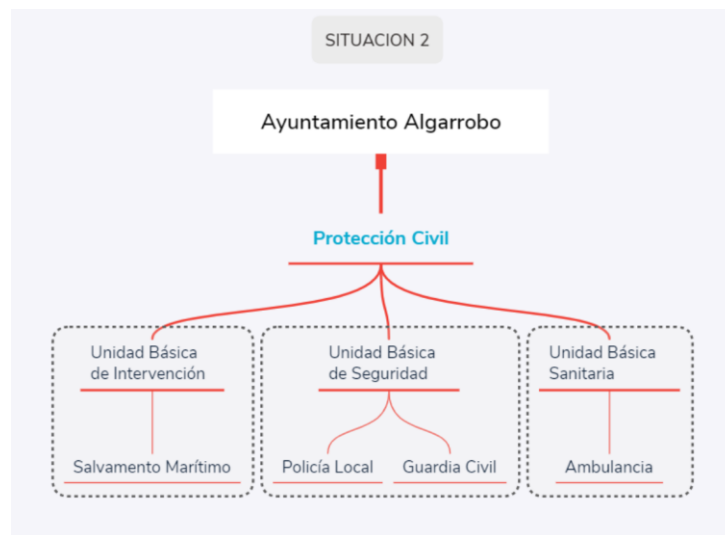 SITUACION 2
Ayuntamiento Algarrobo
Protección Civil
Unidad Básica
de Intervención
Unidad Básica
de Seguridad
Unidad Básica
Sanitaria
Salvamento Marítimo
Policía Local
Guardia Civil
Ambulancia